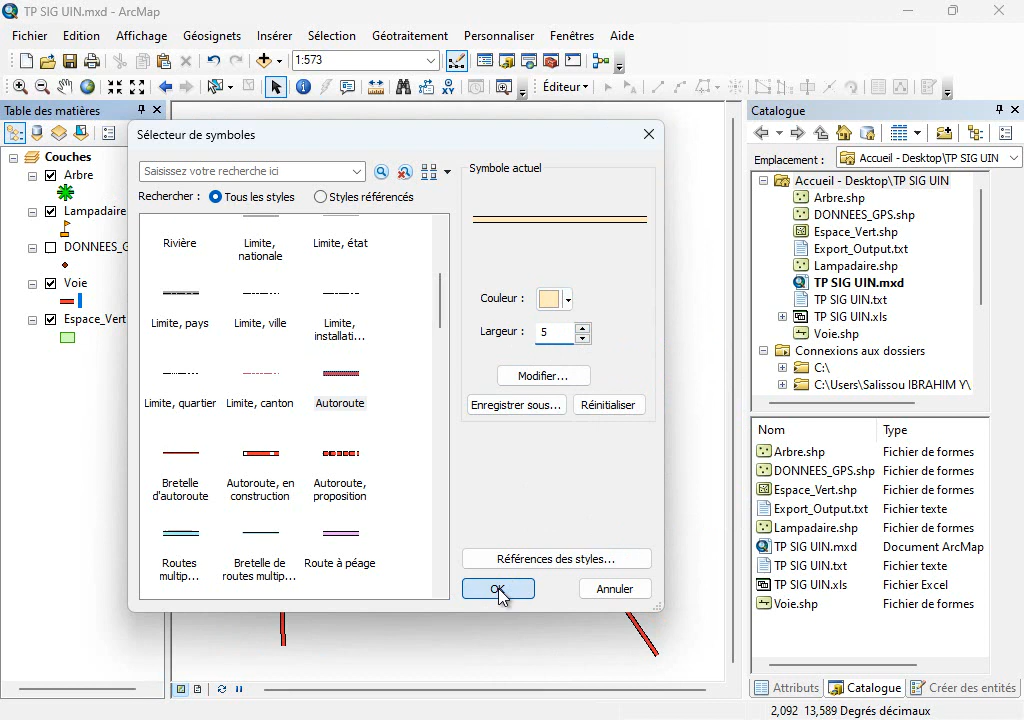 TP SIG UIN.mxd - ArcMap
Fichier Edition Affichage Géosignets Insérer Sélection Géotraitement Personnaliser Fenêtres Aide
1:573
Éditeur
Table des matières
Couches
Arbre
Lampadaire
DONNEES_G
Voie
Espace_Vert
Sélecteur de symboles
Saisissez votre recherche ici
Rechercher : Tous les styles Styles référencés
Rivière Limite, nationale Limite, état
Limite, pays Limite, ville Limite, installati...
Limite, quartier Limite, canton Autoroute
Bretelle d'autoroute Autoroute, en construction Autoroute, proposition
Routes multip... Bretelle de routes multip... Route à péage
Symbole actuel
Couleur :
Largeur : 5
Modifier...
Enregistrer sous... Réinitialiser
Références des styles...
OK Annuler
Catalogue
Emplacement : Accueil - Desktop\TP SIG UIN
Accueil - Desktop\TP SIG UIN
Arbre.shp
DONNEES_GPS.shp
Espace_Vert.shp
Export_Output.txt
Lampadaire.shp
TP SIG UIN.mxd
TP SIG UIN.txt
TP SIG UIN.xls
Voie.shp
Connexions aux dossiers
C:\
C:\Users\Salissou IBRAHIM Y\
Nom Type
Arbre.shp Fichier de formes
DONNEES_GPS.shp Fichier de formes
Espace_Vert.shp Fichier de formes
Export_Output.txt Fichier texte
Lampadaire.shp Fichier de formes
TP SIG UIN.mxd Document ArcMap
TP SIG UIN.txt Fichier texte
TP SIG UIN.xls Fichier Excel
Voie.shp Fichier de formes
Attributs Catalogue Créer des entités
2,092 13,589 Degrés décimaux